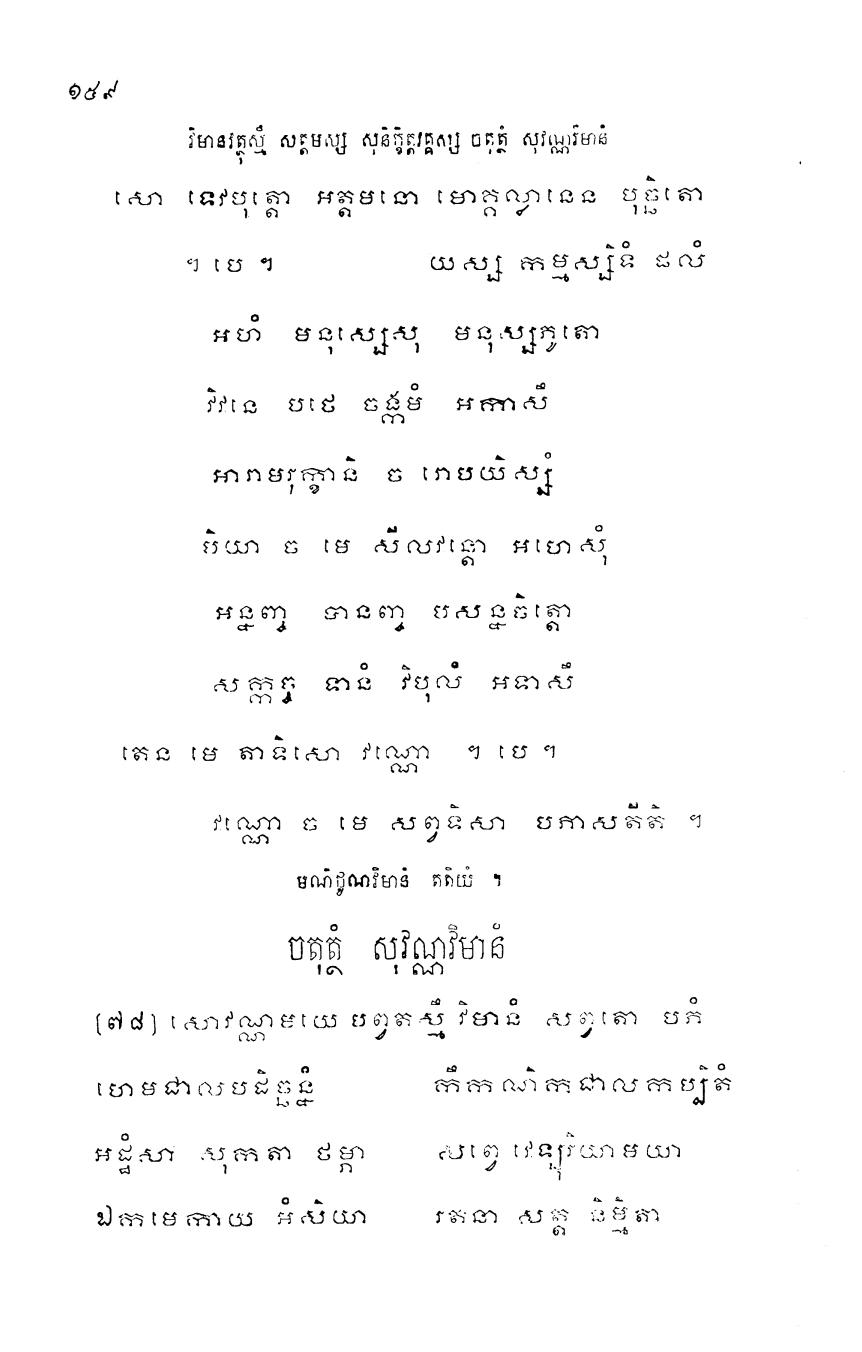 ១៥៩
វិមានវត្ថុស្មឹ សត្តមស្ស សុនិក្ខិត្តវគ្គស្ស ចតុត្ថំ សុវណ្ណវិមានំ
សោ ទេវបុត្តោ អត្តមនោ មោគ្គល្លានេន បុច្ឆិតោ
។ បេ ។ យស្ស កម្មស្សិទំ ផលំ
អហំ មនុស្សេសុ មនុស្សភូតោ
វិវនេ បថេ ចង្កមំ អកាសឹ
អារាមរុក្ខានិ ច រោបយិស្សំ
បិយា ច មេ សីលវន្តោ អហេសុំ
អន្នញ្ច បានញ្ច បសន្នចិត្តោ
សក្កច្ច ទានំ វិបុលំ អទាសឹ
តេន មេ តាទិសោ វណ្ណោ ។ បេ ។
វណ្ណោ ច មេ សព្វទិសា បភាសតីតិ ។
មណិថូណវិមានំ តតិយំ ។
ចតុត្ថំ សុវណ្ណវិមានំ
[៧៨] សោវណ្ណមយេ បព្វតស្មឹ វិមានំ សព្វតោ បភំ
ហេមជាលបដិច្ឆន្នំ កឹកណិកជាលកប្បិតំ
អដ្ឋំសា សុកតា ថម្ភា សព្វេ វេឡុរិយាមយា
ឯកមេកាយ អំសិយា រតនា សត្ត និម្មិតា